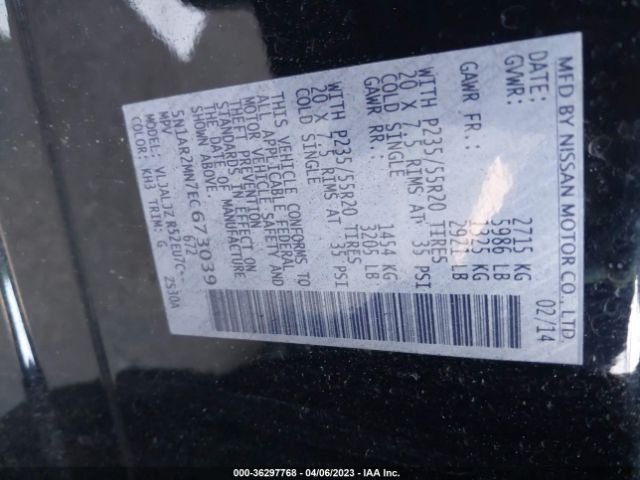 MFD BY NISSAN MOTOR CO., LTD.
DATE: 02/14
GVWR: 2715 KG
5986 LB
GAWR FR: 1325 KG
2921 LB
WITH P235/55R20 TIRES
20 X 7.5 RIMS AT 35 PSI
COLD SINGLE
GAWR RR: 1454 KG
3205 LB
WITH P235/55R20 TIRES
20 X 7.5 RIMS AT 35 PSI
COLD SINGLE
THIS VEHICLE CONFORMS TO
ALL APPLICABLE FEDERAL
MOTOR VEHICLE SAFETY AND
THEFT PREVENTION
STANDARDS IN EFFECT ON
THE DATE OF MANUFACTURE
SHOWN ABOVE.
5N1AR2MN7EC673039
MPV 672
MODEL: VLJALJZ R52EU7C--
COLOR: KH3 TRIM: G 2S30A
000-36297768 - 04/06/2023 - IAA Inc.